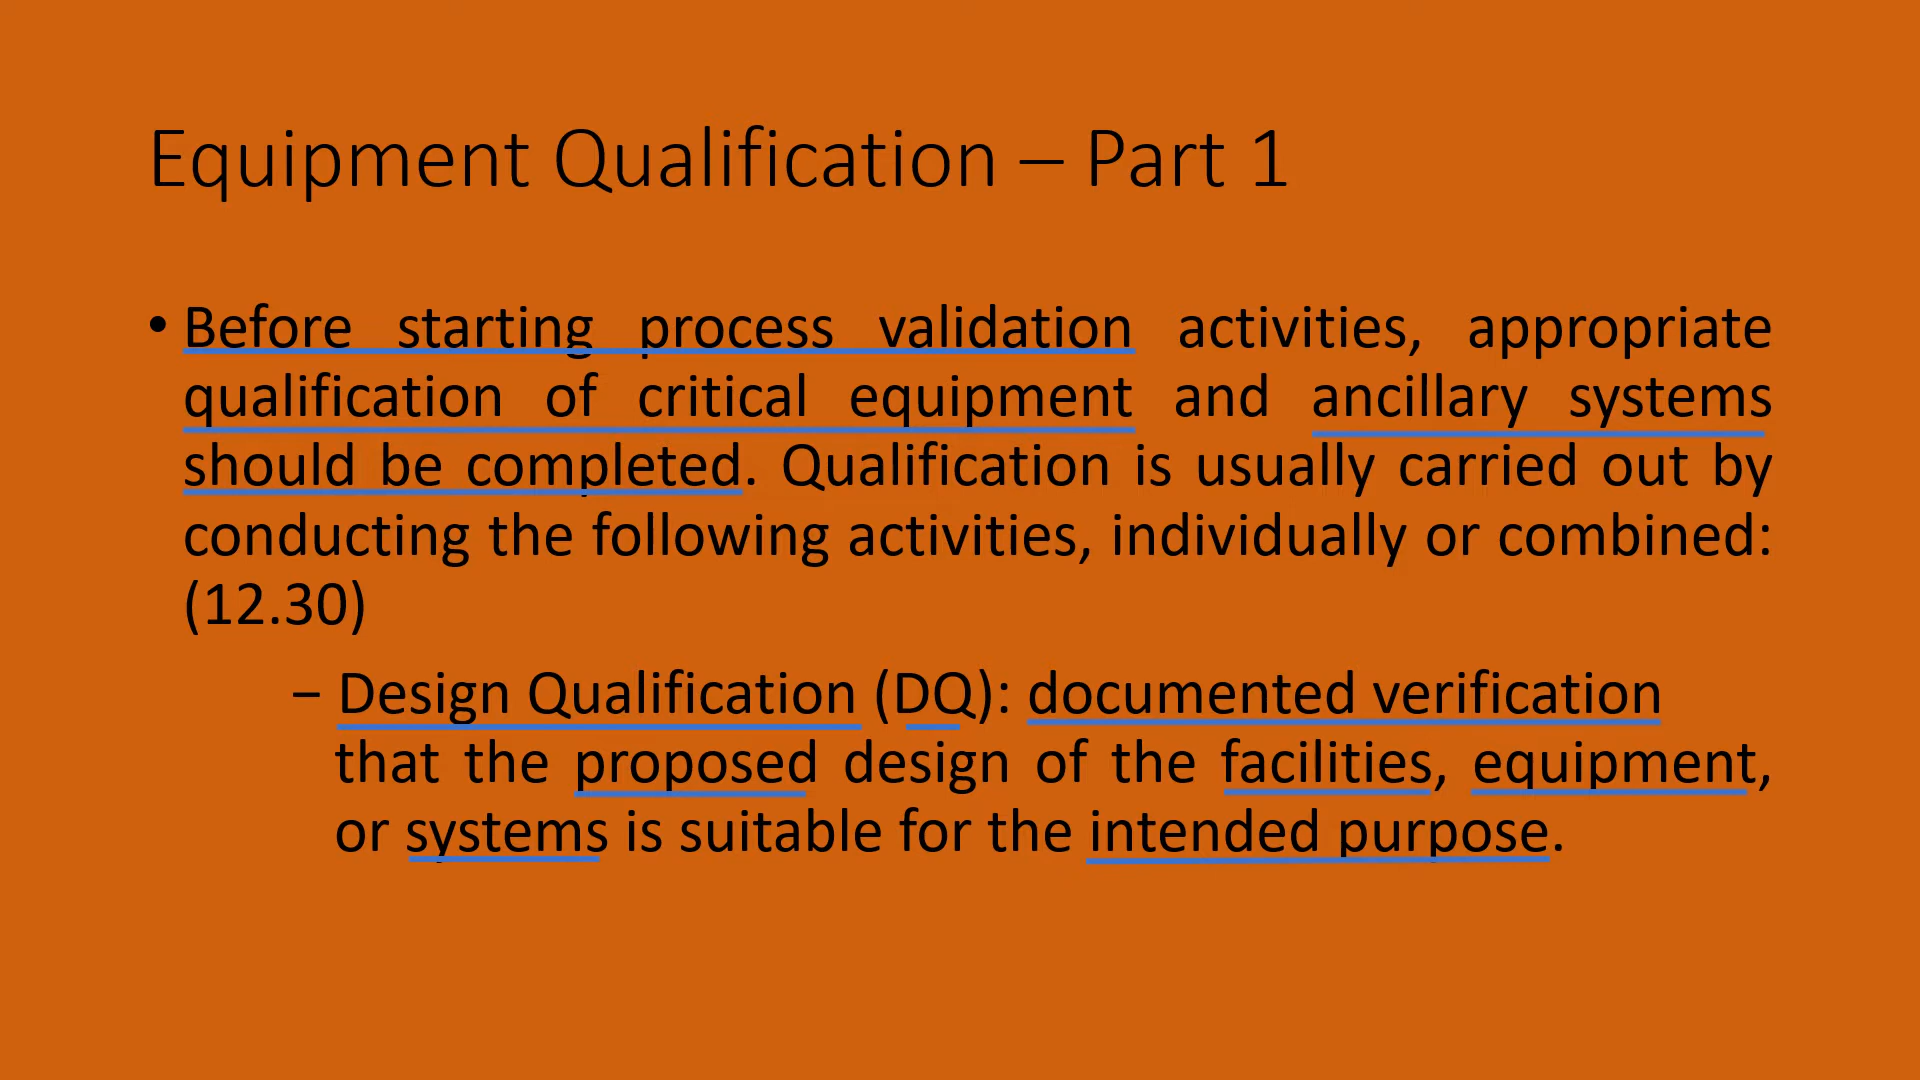 Equipment Qualification – Part 1
• Before starting process validation activities, appropriate
qualification of critical equipment and ancillary systems
should be completed. Qualification is usually carried out by
conducting the following activities, individually or combined:
(12.30)
– Design Qualification (DQ): documented verification
that the proposed design of the facilities, equipment,
or systems is suitable for the intended purpose.